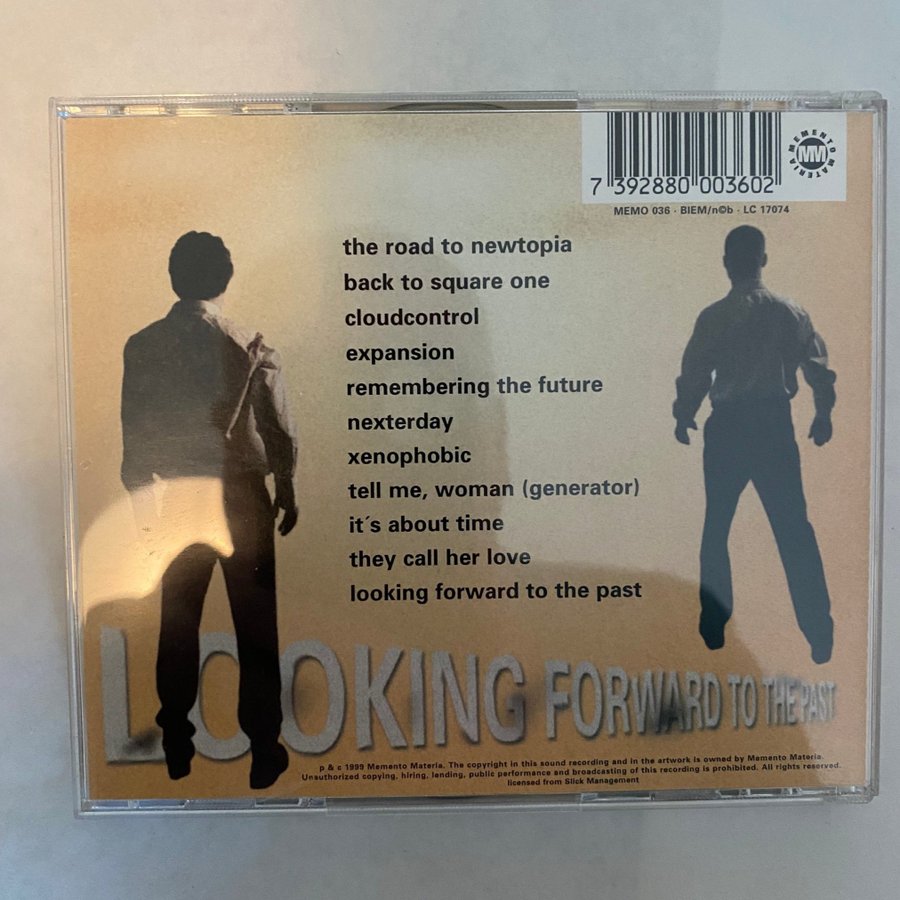 7 392880 003602
MEMENTO MATERIA
MM
MEMO 036 · BIEM/n©b · LC 17074
the road to newtopia
back to square one
cloudcontrol
expansion
remembering the future
nexterday
xenophobic
tell me, woman (generator)
it´s about time
they call her love
looking forward to the past
LOOKING FORWARD TO THE PAST
p & c 1999 Memento Materia. The copyright in this sound recording and in the artwork is owned by Memento Materia.
Unauthorized copying, hiring, lending, public performance and broadcasting of this recording is prohibited. All rights reserved.
licensed from Slick Management